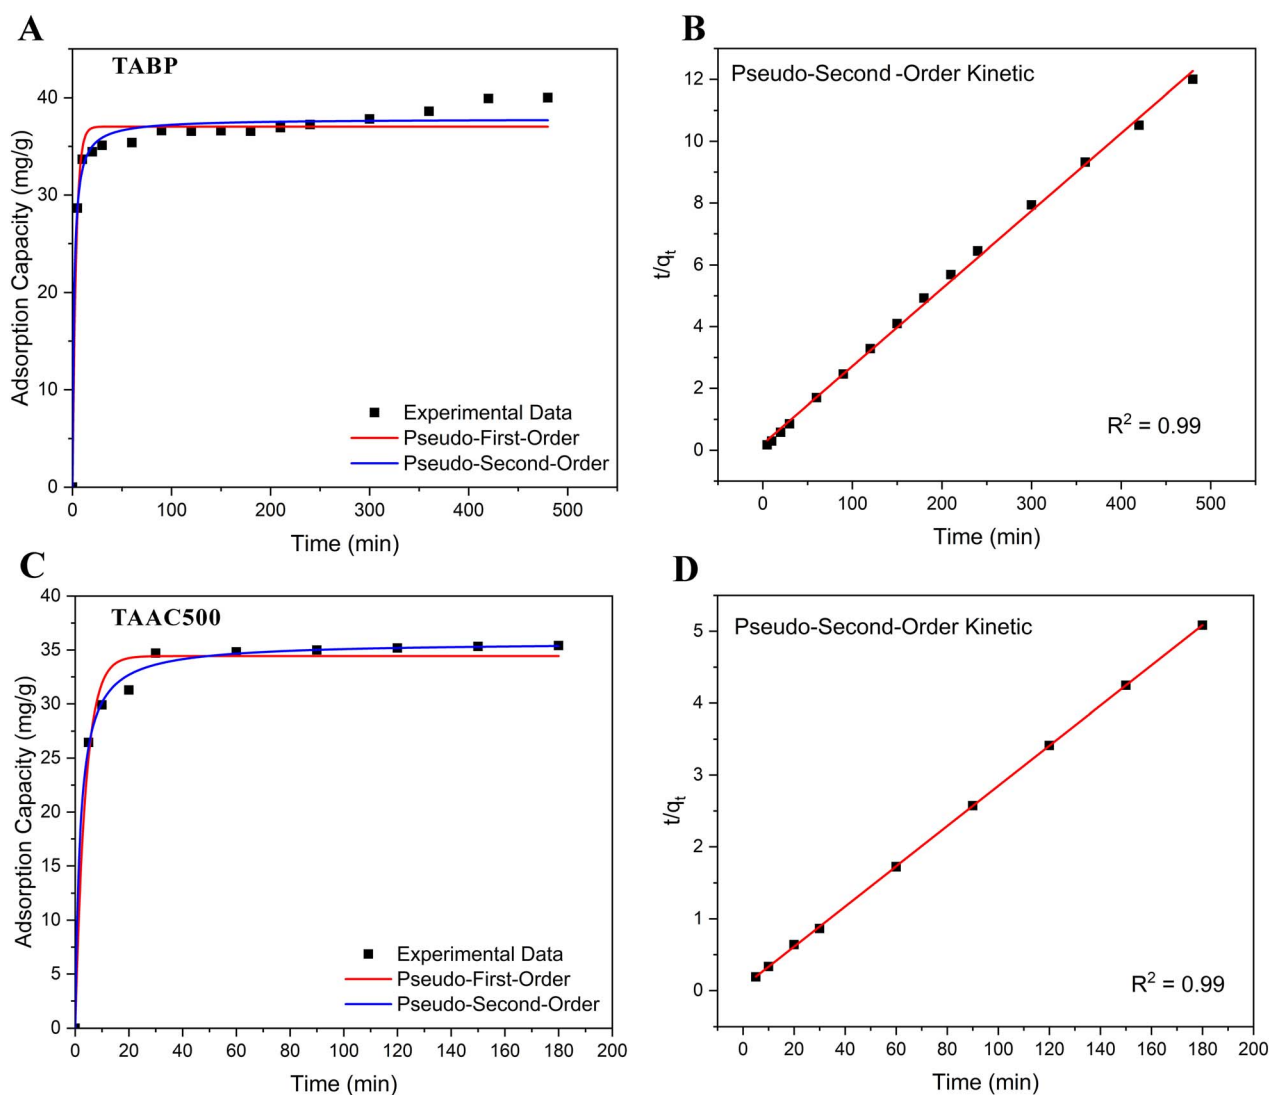 A
TABP
Adsorption Capacity (mg/g)
40
30
20
10
0
Experimental Data
Pseudo-First-Order
Pseudo-Second-Order
0 100 200 300 400 500
Time (min)
B
Pseudo-Second -Order Kinetic
t/qt
12
10
8
6
4
2
0
R² = 0.99
0 100 200 300 400 500
Time (min)
C
TAAC500
Adsorption Capacity (mg/g)
40
35
30
25
20
15
10
5
0
Experimental Data
Pseudo-First-Order
Pseudo-Second-Order
0 20 40 60 80 100 120 140 160 180 200
Time (min)
D
Pseudo-Second-Order Kinetic
t/qt
5
4
3
2
1
0
R² = 0.99
0 20 40 60 80 100 120 140 160 180 200
Time (min)